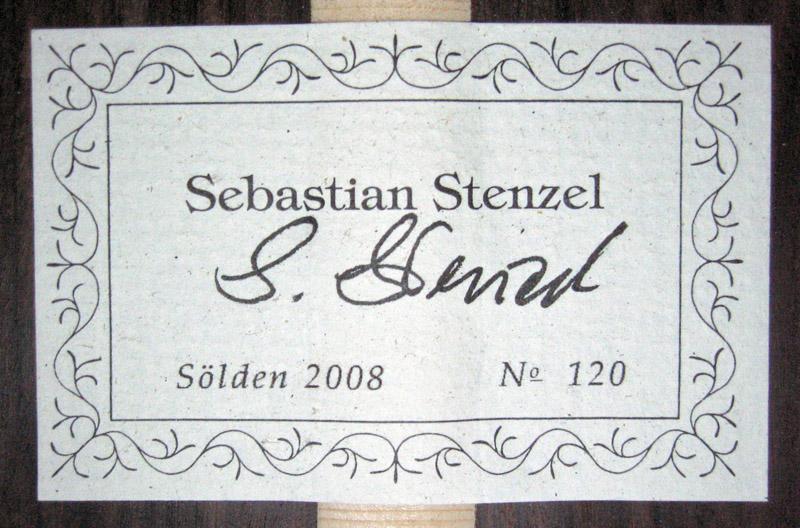 Sebastian Stenzel
S. Stenzel
Sölden 2008 Nº 120